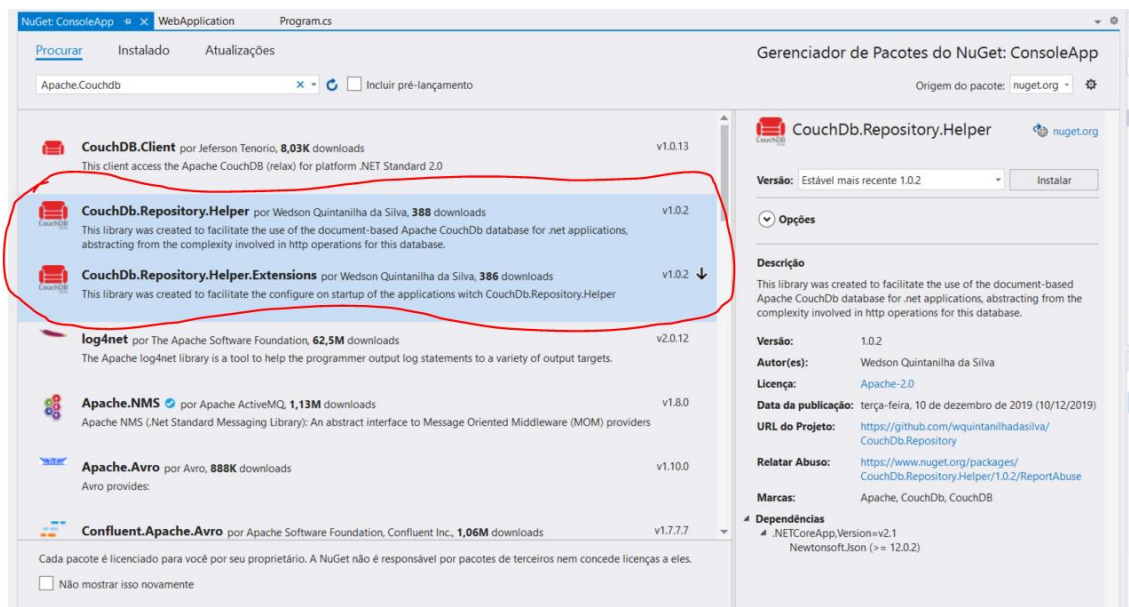 NuGet: ConsoleApp WebApplication Program.cs
Procurar Instalado Atualizações
Gerenciador de Pacotes do NuGet: ConsoleApp
Apache.Couchdb
Incluir pré-lançamento
Origem do pacote: nuget.org
CouchDB.Client por Jeferson Tenorio, 8,03K downloads v1.0.13
This client access the Apache CouchDB (relax) for platform .NET Standard 2.0
CouchDb.Repository.Helper por Wedson Quintanilha da Silva, 388 downloads v1.0.2
This library was created to facilitate the use of the document-based Apache CouchDb database for .net applications,
abstracting from the complexity involved in http operations for this database.
CouchDb.Repository.Helper.Extensions por Wedson Quintanilha da Silva, 386 downloads v1.0.2
This library was created to facilitate the configure on startup of the applications witch CouchDb.Repository.Helper
log4net por The Apache Software Foundation, 62,5M downloads v2.0.12
The Apache log4net library is a tool to help the programmer output log statements to a variety of output targets.
Apache.NMS por Apache ActiveMQ, 1,13M downloads v1.8.0
Apache NMS (.Net Standard Messaging Library): An abstract interface to Message Oriented Middleware (MOM) providers
Apache.Avro por Avro, 888K downloads v1.10.0
Avro provides:
Confluent.Apache.Avro por Apache Software Foundation, Confluent Inc., 1,06M downloads v1.7.7.7
Cada pacote é licenciado para você por seu proprietário. A NuGet não é responsável por pacotes de terceiros nem concede licenças a eles.
Não mostrar isso novamente
CouchDB
CouchDB
CouchDB
CouchDb.Repository.Helper nuget.org
Versão: Estável mais recente 1.0.2 Instalar
Opções
Descrição
This library was created to facilitate the use of the document-based
Apache CouchDb database for .net applications, abstracting from the
complexity involved in http operations for this database.
Versão: 1.0.2
Autor(es): Wedson Quintanilha da Silva
Licença: Apache-2.0
Data da publicação: terça-feira, 10 de dezembro de 2019 (10/12/2019)
URL do Projeto: https://github.com/wquintanilhadasilva/
CouchDb.Repository
Relatar Abuso: https://www.nuget.org/packages/
CouchDb.Repository.Helper/1.0.2/ReportAbuse
Marcas: Apache, CouchDb, CouchDB
Dependências
.NETCoreApp,Version=v2.1
Newtonsoft.Json (>= 12.0.2)